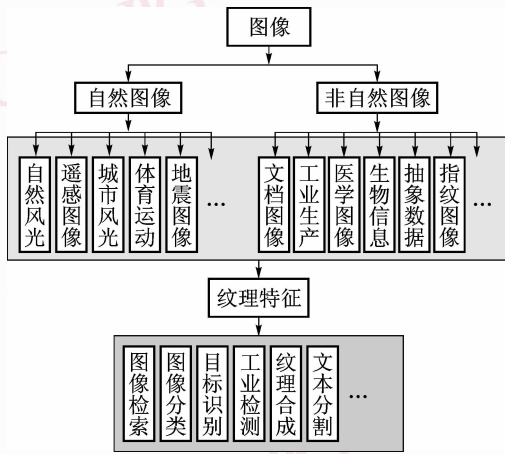 图像
自然图像
非自然图像
自然风光
遥感图像
城市风光
体育运动
地震图像
...
文档图像
工业生产
医学图像
生物信息
抽象数据
指纹图像
...
纹理特征
图像检索
图像分类
目标识别
工业检测
纹理合成
文本分割
...